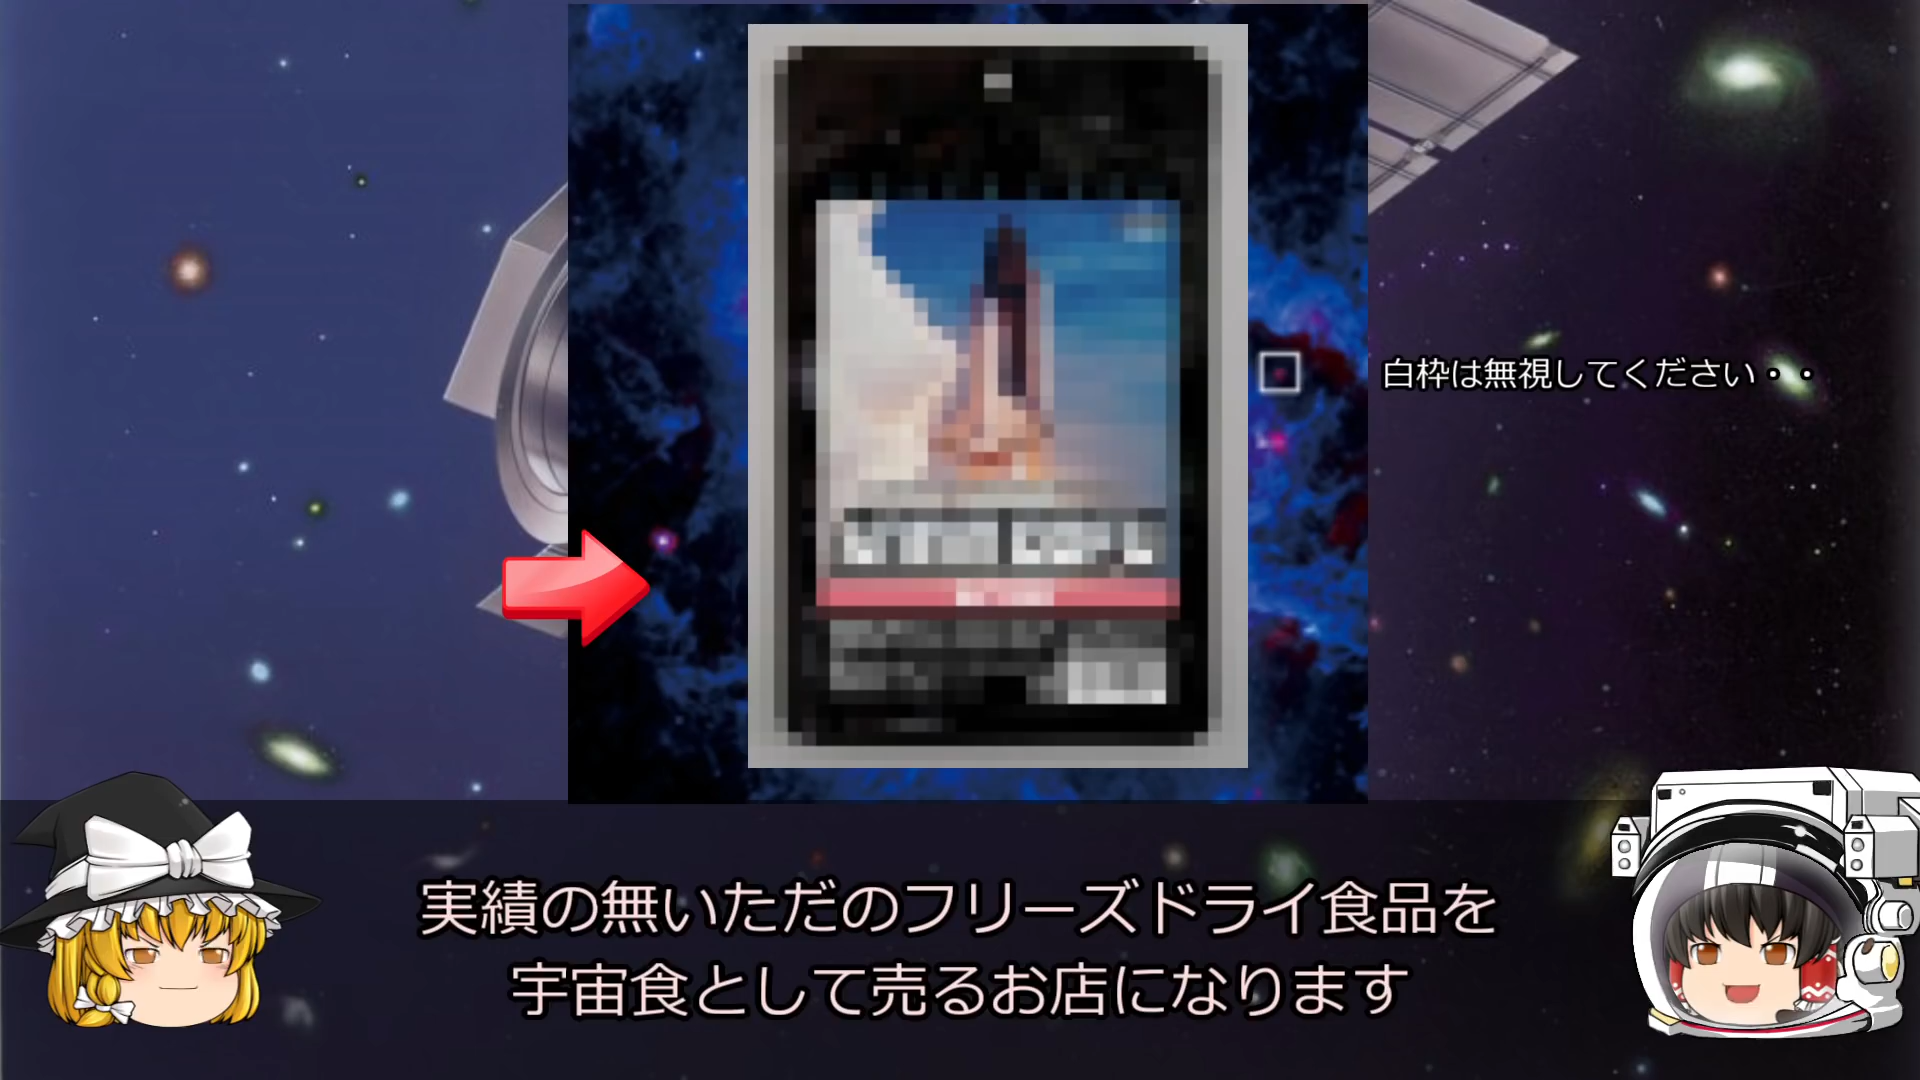 白枠は無視してください・・
実績の無いただのフリーズドライ食品を
宇宙食として売るお店になります